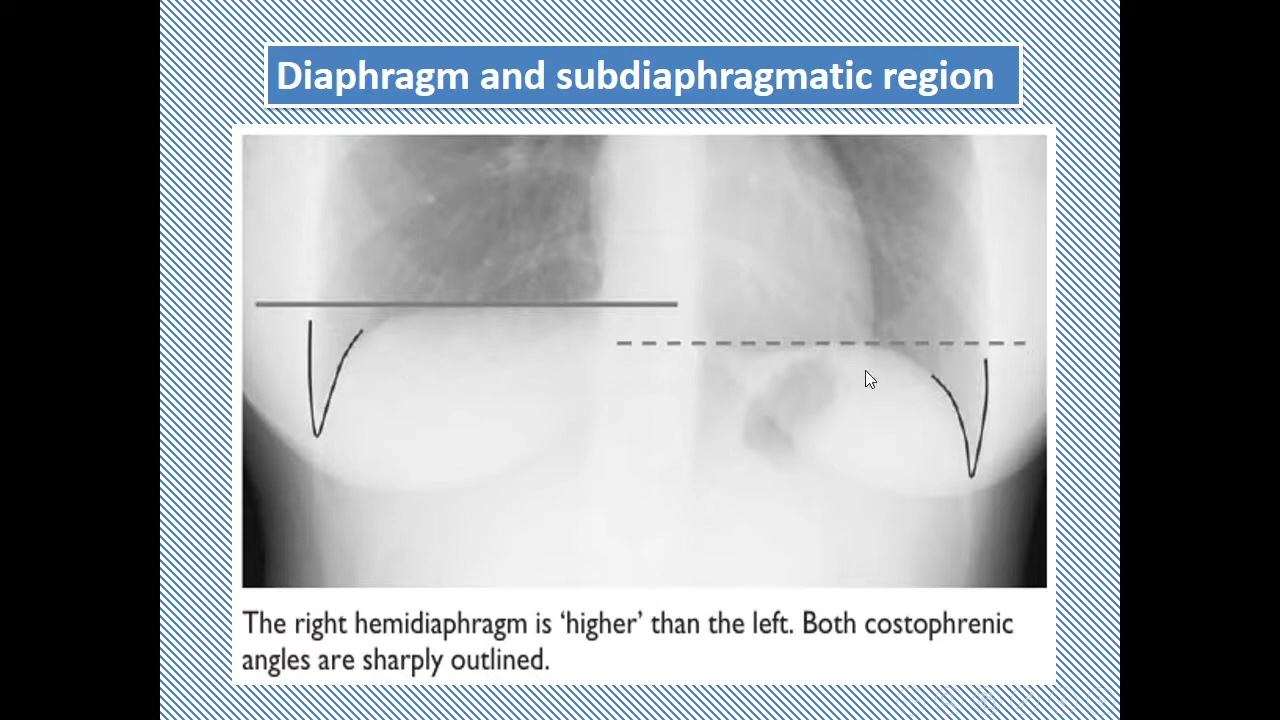 Diaphragm and subdiaphragmatic region
The right hemidiaphragm is ‘higher’ than the left. Both costophrenic
angles are sharply outlined.